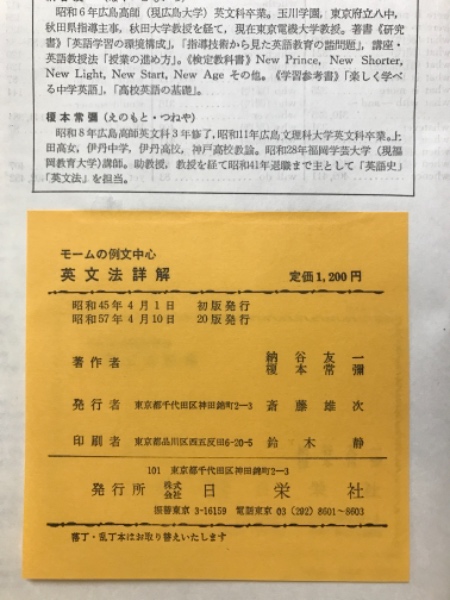 昭和6年広島高師（現広島大学）英文科卒業。玉川学園，東京府立八中，
秋田県指導主事，秋田大学教授を経て，現在東京電機大学教授。著書《研究
書》「英語学習の環境構成」，「指導技術から見た英語教育の諸問題」，講座・
英語教授法「授業の進め方」。《検定教科書》New Prince, New Shorter,
New Light, New Start, New Age その他。《学習参考書》「楽しく学べ
る中学英語」，「高校英語の基礎」。
榎本常彌（えのもと・つねや）
昭和8年広島高師英文科3年修了，昭和11年広島文理科大学英文科卒業。上
田高女，伊丹中学，伊丹高校，神戸高校教諭。昭和28年福岡学芸大学（現福
岡教育大学）講師。助教授，教授を経て昭和41年退職まで主として「英語史」
「英文法」を担当。
モームの例文中心
英文法詳解 定価1,200円
昭和45年4月1日 初版発行
昭和57年4月10日 20版発行
著作者 納谷友一
榎本常彌
発行者 東京都千代田区神田錦町2−3 斎藤雄次
印刷者 東京都品川区西五反田6-20-5 鈴木静
101 東京都千代田区神田錦町2−3
発行所 株式会社 日栄社
振替東京 3-16159 電話東京 03 (292) 8601〜8603
落丁・乱丁本はお取り替えいたします